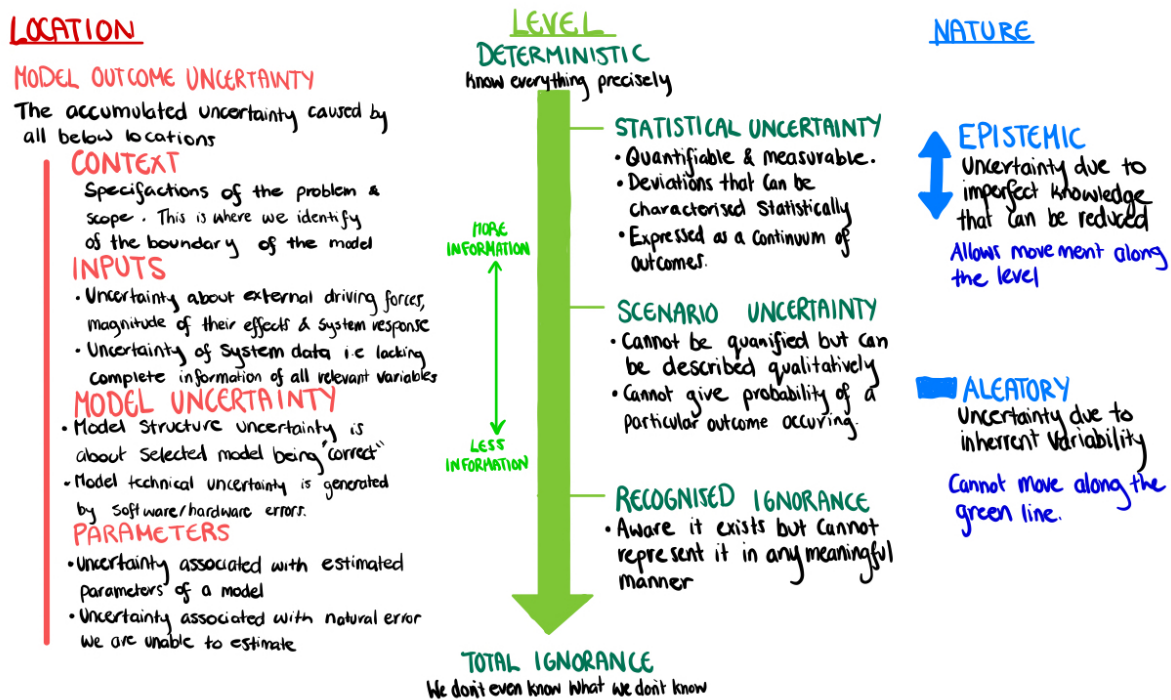 LOCATION
MODEL OUTCOME UNCERTAINTY
The accumulated uncertainty caused by
all below locations
CONTEXT
Specifactions of the problem &
scope. This is where we identify
of the boundary of the model
INPUTS
• Uncertainty about external driving forces,
magnitude of their effects & system response
• Uncertainty of system data i.e lacking
complete information of all relevant variables
MODEL UNCERTAINTY
• Model structure uncertainty is
about selected model being "correct"
• Model technical uncertainty is generated
by software/hardware errors.
PARAMETERS
• Uncertainty associated with estimated
parameters of a model
• Uncertainty associated with natural error
we are unable to estimate
LEVEL
DETERMINISTIC
Know everything precisely
MORE
INFORMATION
LESS
INFORMATION
STATISTICAL UNCERTAINTY
• Quantifiable & measurable.
• Deviations that can be
characterised statistically
• Expressed as a continuum of
outcomes.
SCENARIO UNCERTAINTY
• Cannot be quanified but can
be described qualitatively
• Cannot give probability of a
particular outcome occuring.
RECOGNISED IGNORANCE
• Aware it exists but cannot
represent it in any meaningful
manner
TOTAL IGNORANCE
We don't even know what we don't know
NATURE
EPISTEMIC
Uncertainty due to
imperfect knowledge
that can be reduced
Allows movement along
the level
ALEATORY
Uncertainty due to
inherrent variability
Cannot move along the
green line.